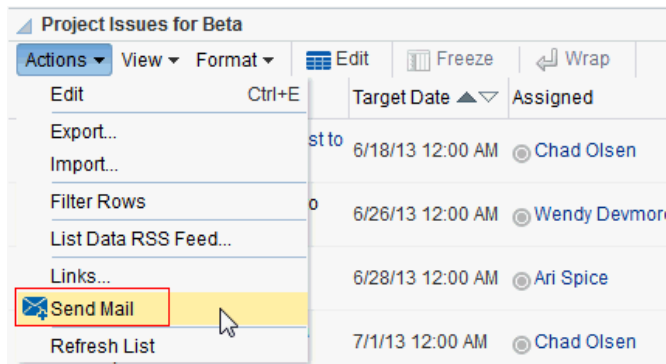 Project Issues for Beta
Actions View Format Edit Freeze Wrap
Edit Ctrl+E
Target Date Assigned
Export...
st to
6/18/13 12:00 AM Chad Olsen
Import...
Filter Rows
o
6/26/13 12:00 AM Wendy Devmore
List Data RSS Feed...
Links...
6/28/13 12:00 AM Ari Spice
Send Mail
Refresh List
7/1/13 12:00 AM Chad Olsen